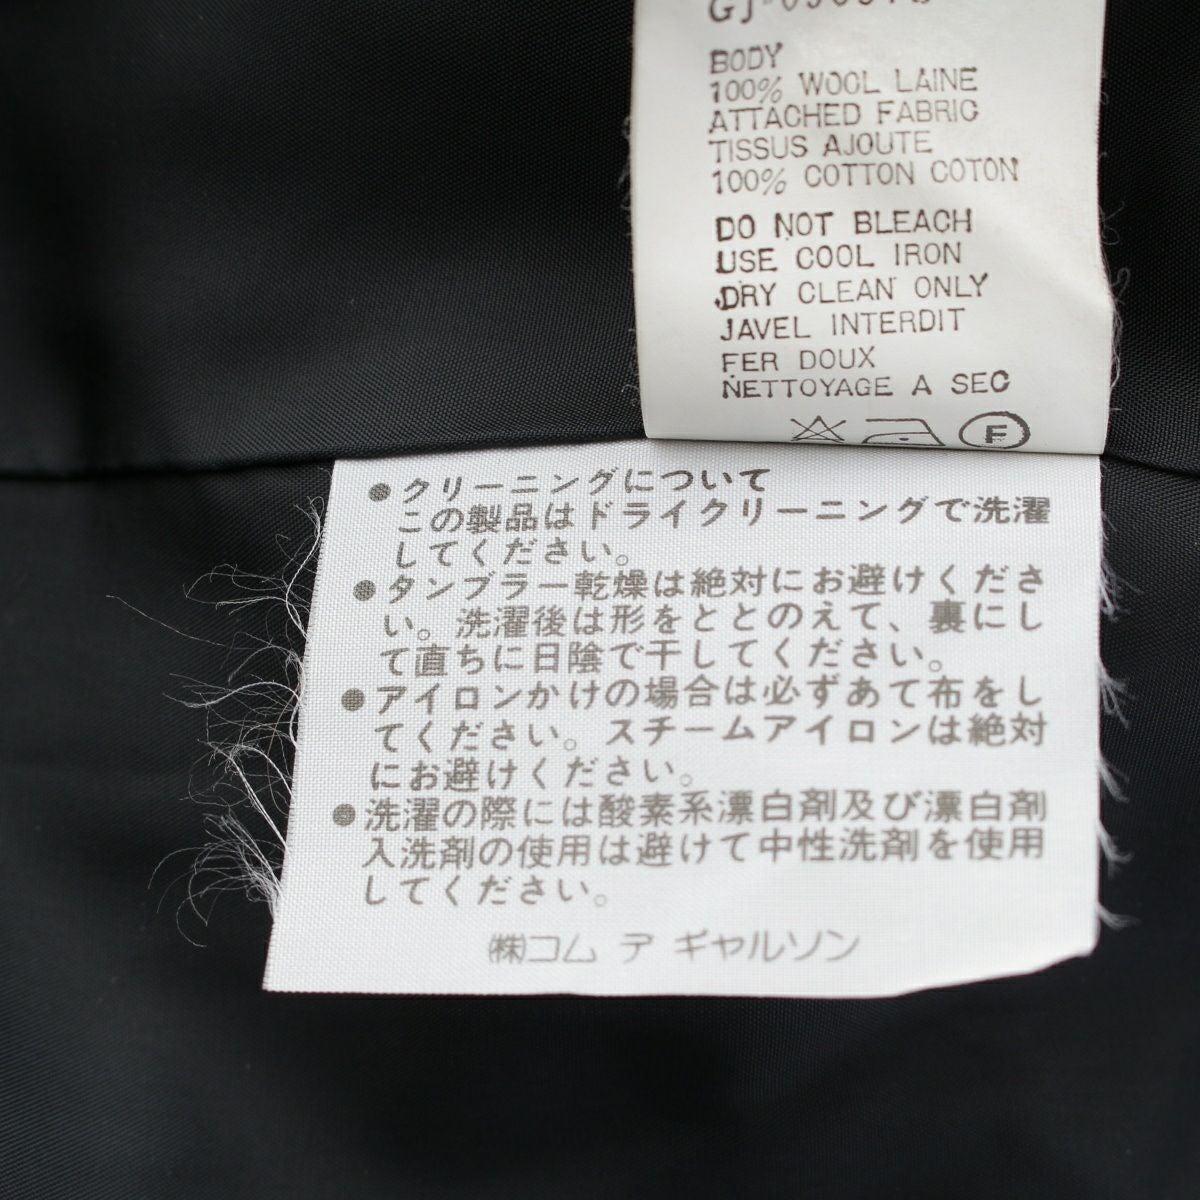 BODY
100% WOOL LAINE
ATTACHED FABRIC
TISSUS AJOUTE
100% COTTON COTON
DO NOT BLEACH
USE COOL IRON
DRY CLEAN ONLY
JAVEL INTERDIT
FER DOUX
NETTOYAGE A SEC
F
●クリーニングについて
この製品はドライクリーニングで洗濯
してください。
●タンブラー乾燥は絶対にお避けくださ
い。洗濯後は形をととのえて、裏にし
て直ちに日陰で干してください。
●アイロンかけの場合は必ずあて布をし
てください。スチームアイロンは絶対
にお避けください。
●洗濯の際には酸素系漂白剤及び漂白剤
入洗剤の使用は避けて中性洗剤を使用
してください。
㈱コム デ ギャルソン